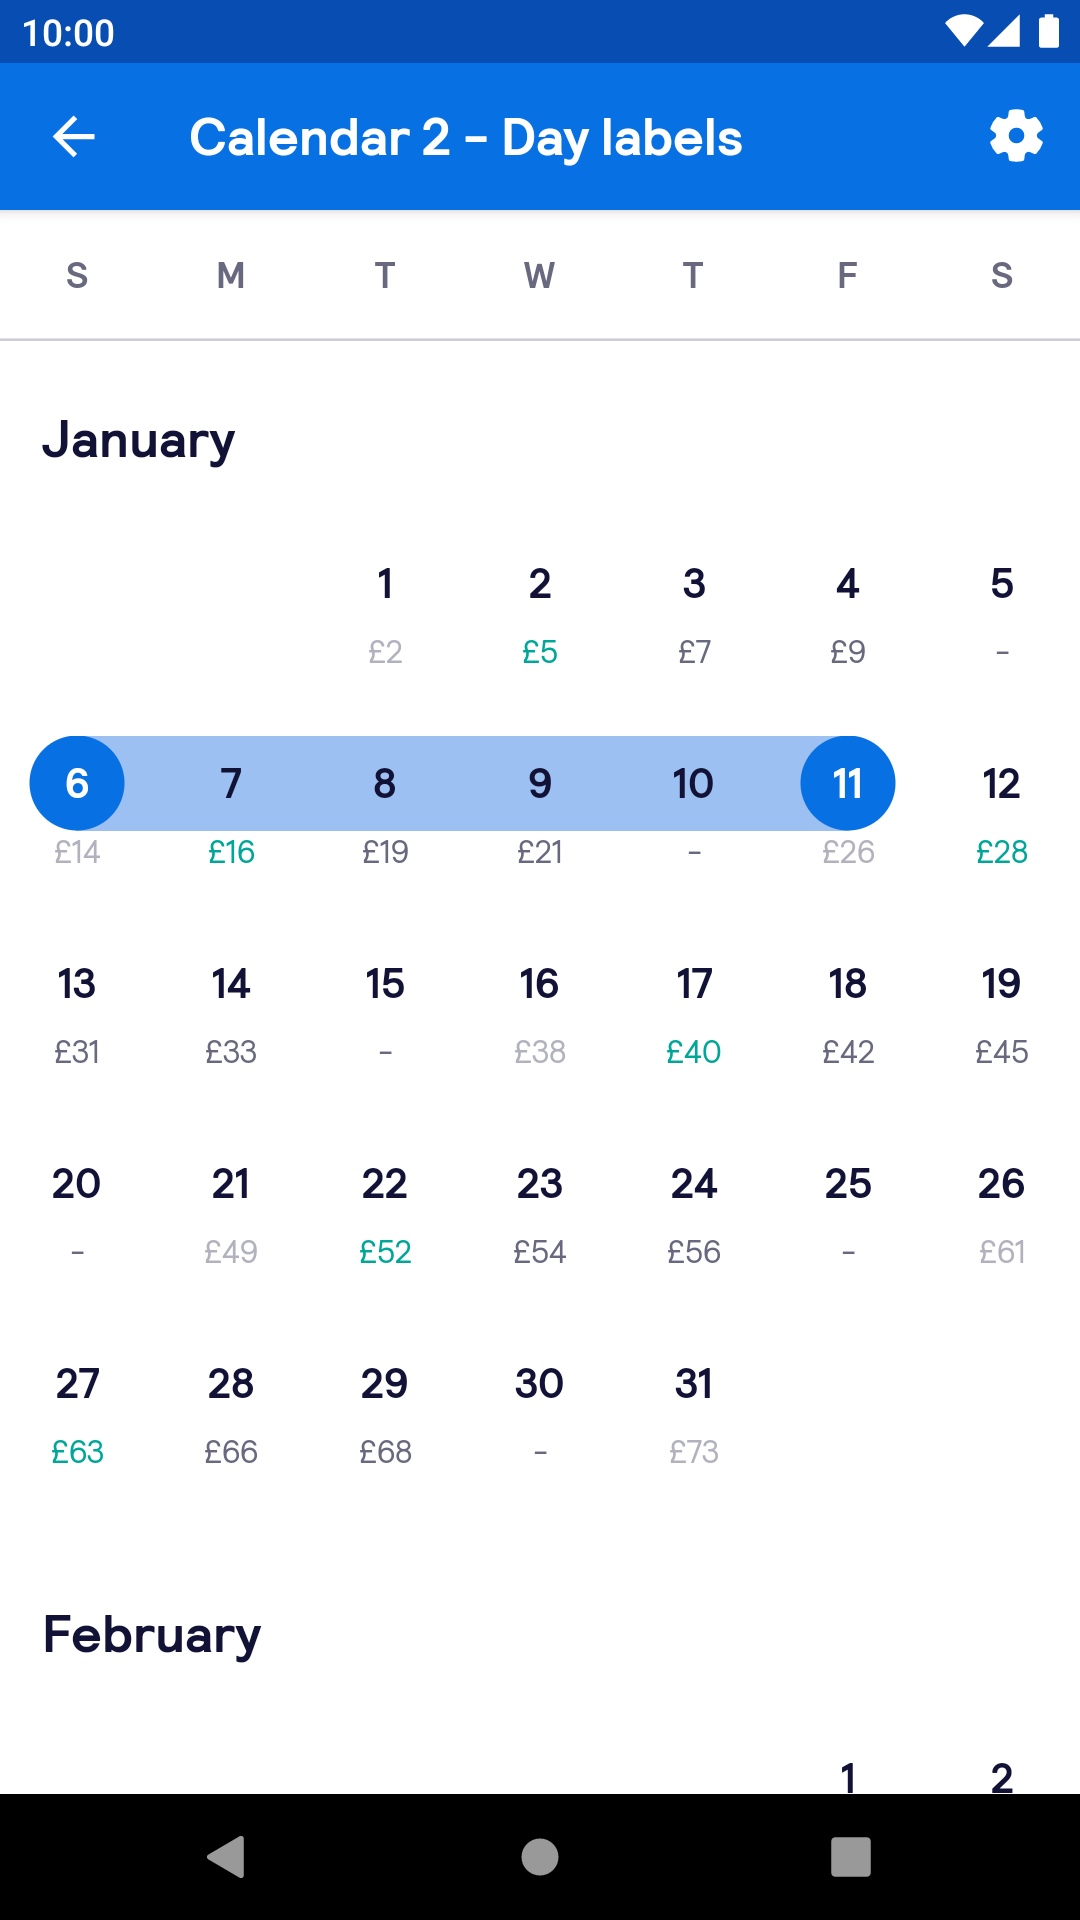 10:00
Calendar 2 - Day labels
S M T W T F S
January
1 2 3 4 5
£2 £5 £7 £9 -
6 7 8 9 10 11 12
£14 £16 £19 £21 - £26 £28
13 14 15 16 17 18 19
£31 £33 - £38 £40 £42 £45
20 21 22 23 24 25 26
- £49 £52 £54 £56 - £61
27 28 29 30 31
£63 £66 £68 - £73
February
1 2